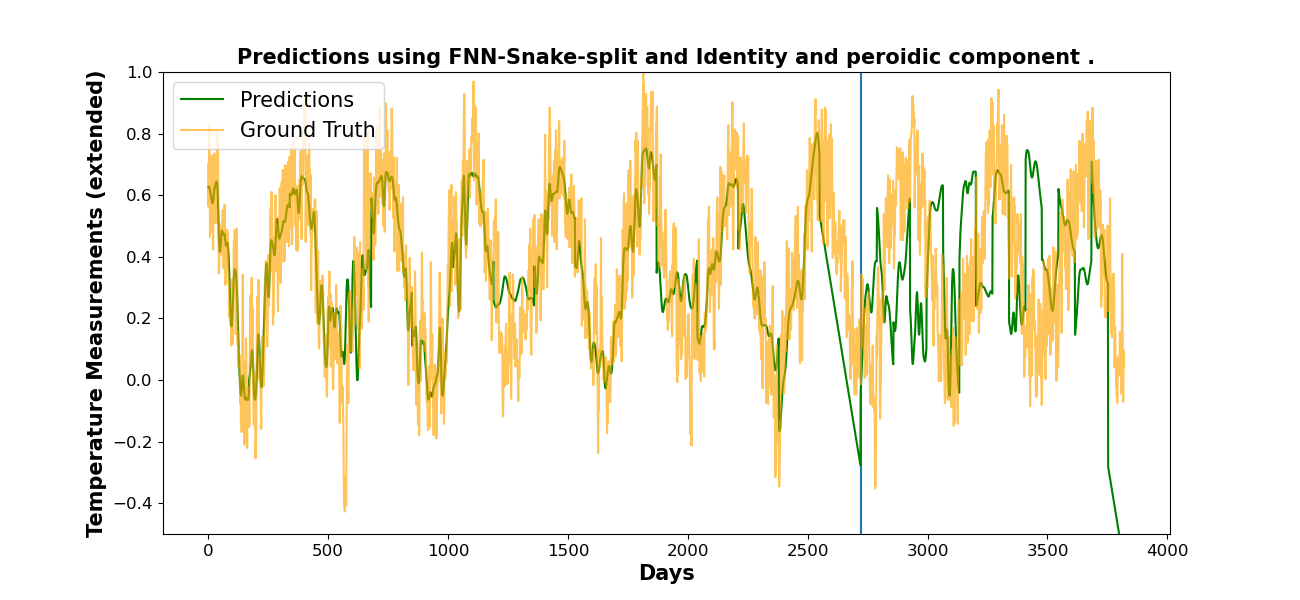 Predictions using FNN-Snake-split and Identity and peroidic component .
Temperature Measurements (extended)
1.0
0.8
0.6
0.4
0.2
0.0
−0.2
−0.4
Predictions
Ground Truth
0 500 1000 1500 2000 2500 3000 3500 4000
Days